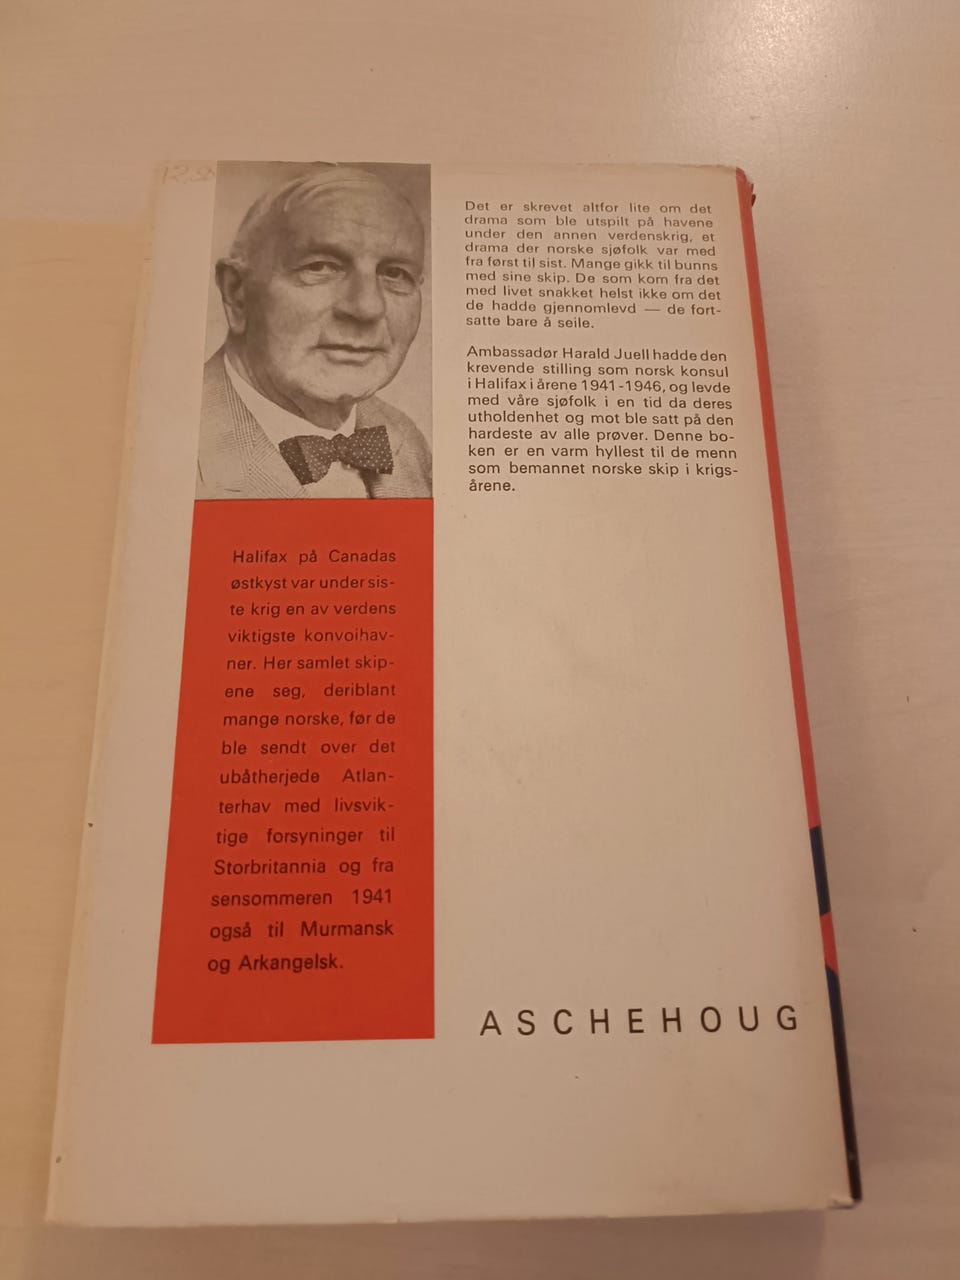 Det er skrevet altfor lite om det
drama som ble utspilt på havene
under den annen verdenskrig, et
drama der norske sjøfolk var med
fra først til sist. Mange gikk til bunns
med sine skip. De som kom fra det
med livet snakket helst ikke om det
de hadde gjennomlevd — de fort-
satte bare å seile.
Ambassadør Harald Juell hadde den
krevende stilling som norsk konsul
i Halifax i årene 1941-1946, og levde
med våre sjøfolk i en tid da deres
utholdenhet og mot ble satt på den
hardeste av alle prøver. Denne bo-
ken er en varm hyllest til de menn
som bemannet norske skip i krigs-
årene.
Halifax på Canadas
østkyst var under sis-
te krig en av verdens
viktigste konvoihav-
ner. Her samlet skip-
ene seg, deriblant
mange norske, før de
ble sendt over det
ubåtherjede Atlan-
terhav med livsvik-
tige forsyninger til
Storbritannia og fra
sensommeren 1941
også til Murmansk
og Arkangelsk.
ASCHEHOUG